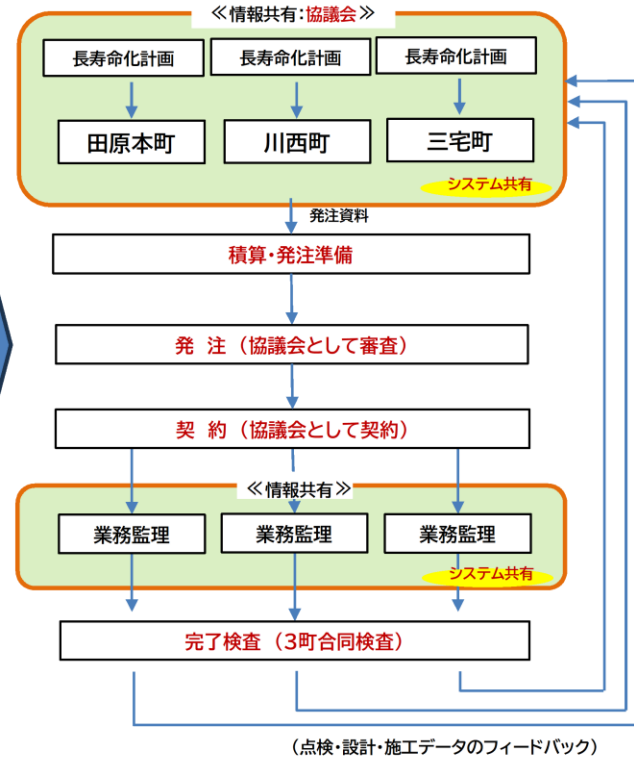 ≪情報共有:協議会≫
長寿命化計画 長寿命化計画 長寿命化計画
田原本町 川西町 三宅町
システム共有
発注資料
積算・発注準備
発 注 (協議会として審査)
契 約 (協議会として契約)
≪情報共有≫
業務監理 業務監理 業務監理
システム共有
完了検査 (3町合同検査)
(点検・設計・施工データのフィードバック)